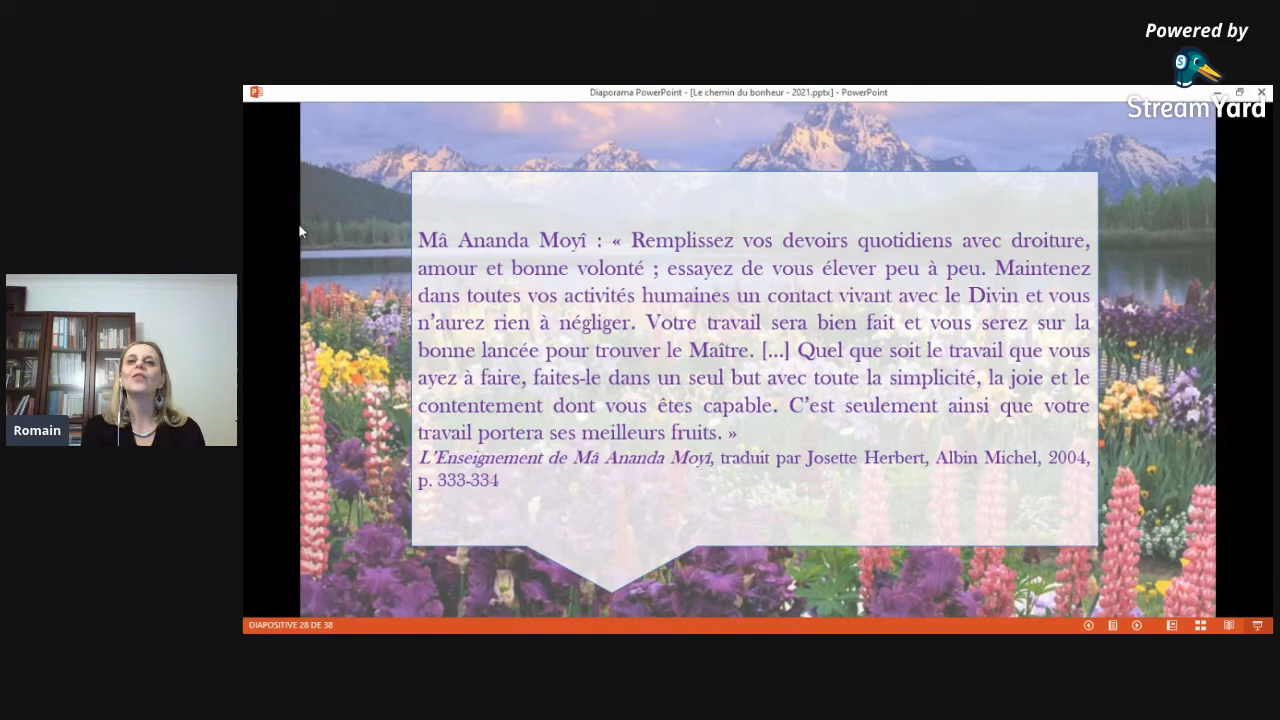 Powered by
StreamYard
Diaporama PowerPoint - [Le chemin du bonheur - 2021.pptx] - PowerPoint
Mâ Ananda Moyî : « Remplissez vos devoirs quotidiens avec droiture,
amour et bonne volonté ; essayez de vous élever peu à peu. Maintenez
dans toutes vos activités humaines un contact vivant avec le Divin et vous
n’aurez rien à négliger. Votre travail sera bien fait et vous serez sur la
bonne lancée pour trouver le Maître. [...] Quel que soit le travail que vous
ayez à faire, faites-le dans un seul but avec toute la simplicité, la joie et le
contentement dont vous êtes capable. C’est seulement ainsi que votre
travail portera ses meilleurs fruits. »
L’Enseignement de Mâ Ananda Moyî, traduit par Josette Herbert, Albin Michel, 2004,
p. 333-334
Romain
DIAPOSITIVE 28 DE 38